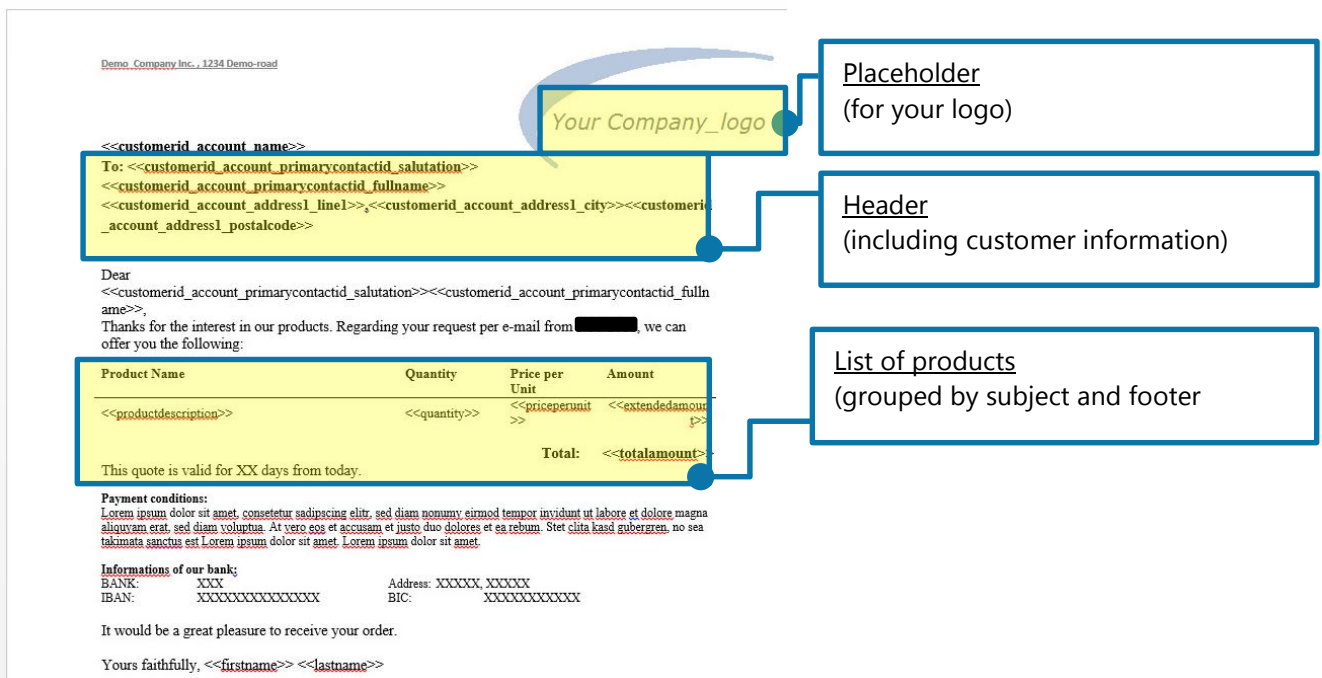 Demo Company Inc. , 1234 Demo-road
Your Company_logo
<<customerid_account_name>>
To: <<customerid_account_primarycontactid_salutation>>
<<customerid_account_primarycontactid_fullname>>
<<customerid_account_address1_line1>>,<<customerid_account_address1_city>><<customerid
_account_address1_postalcode>>
Dear
<<customerid_account_primarycontactid_salutation>><<customerid_account_primarycontactid_fulln
ame>>,
Thanks for the interest in our products. Regarding your request per e-mail from , we can
offer you the following:
Product Name Quantity Price per Amount
Unit
<<productdescription>> <<quantity>> <<priceperunit <<extendedamoun
>> t>>
Total: <<totalamount>>
This quote is valid for XX days from today.
Payment conditions:
Lorem ipsum dolor sit amet, consetetur sadipscing elitr, sed diam nonumy eirmod tempor invidunt ut labore et dolore magna
aliquyam erat, sed diam voluptua. At vero eos et accusam et justo duo dolores et ea rebum. Stet clita kasd gubergren, no sea
takimata sanctus est Lorem ipsum dolor sit amet. Lorem ipsum dolor sit amet.
Informations of our bank:
BANK: XXX Address: XXXXX, XXXXX
IBAN: XXXXXXXXXXXXXX BIC: XXXXXXXXXXX
It would be a great pleasure to receive your order.
Yours faithfully, <<firstname>> <<lastname>>
Placeholder
(for your logo)
Header
(including customer information)
List of products
(grouped by subject and footer